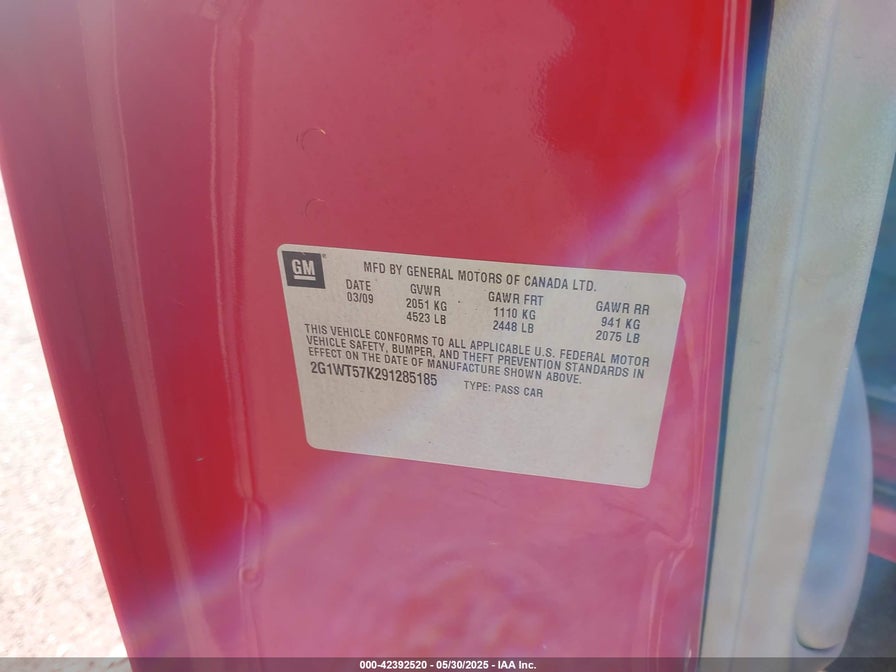 GM
MFD BY GENERAL MOTORS OF CANADA LTD.
DATE GVWR GAWR FRT GAWR RR
03/09 2051 KG 1110 KG 941 KG
4523 LB 2448 LB 2075 LB
THIS VEHICLE CONFORMS TO ALL APPLICABLE U.S. FEDERAL MOTOR
VEHICLE SAFETY, BUMPER, AND THEFT PREVENTION STANDARDS IN
EFFECT ON THE DATE OF MANUFACTURE SHOWN ABOVE.
2G1WT57K291285185 TYPE: PASS CAR
000-42392520 - 05/30/2025 - IAA Inc.